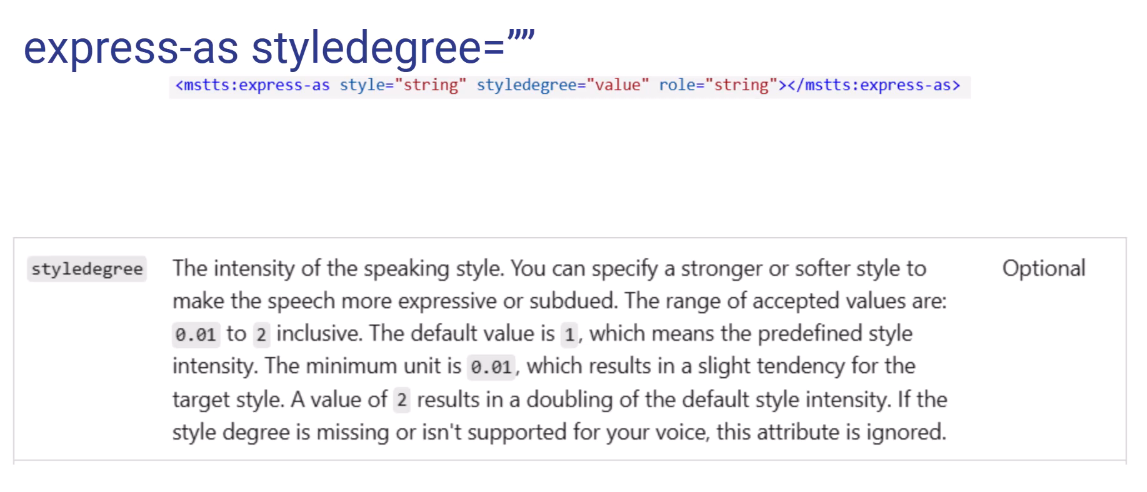 express-as styledegree=””
<mstts:express-as style="string" styledegree="value" role="string"></mstts:express-as>
styledegree The intensity of the speaking style. You can specify a stronger or softer style to Optional
make the speech more expressive or subdued. The range of accepted values are:
0.01 to 2 inclusive. The default value is 1, which means the predefined style
intensity. The minimum unit is 0.01, which results in a slight tendency for the
target style. A value of 2 results in a doubling of the default style intensity. If the
style degree is missing or isn't supported for your voice, this attribute is ignored.